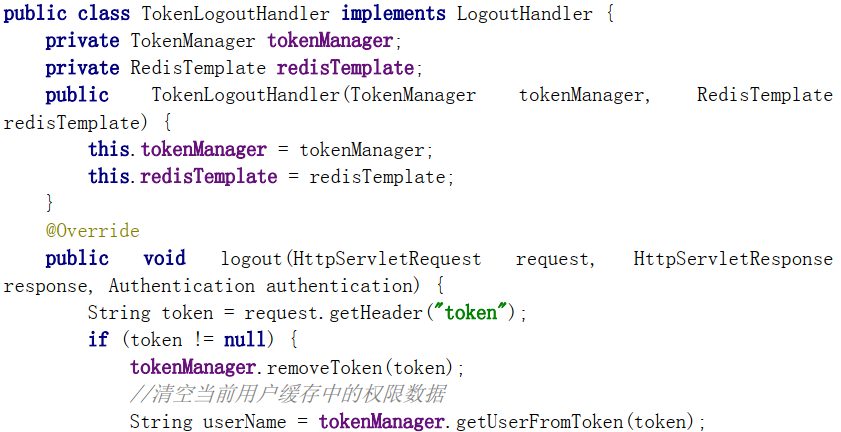 public class TokenLogoutHandler implements LogoutHandler {
    private TokenManager tokenManager;
    private RedisTemplate redisTemplate;
    public TokenLogoutHandler(TokenManager tokenManager, RedisTemplate
redisTemplate) {
        this.tokenManager = tokenManager;
        this.redisTemplate = redisTemplate;
    }
    @Override
    public void logout(HttpServletRequest request, HttpServletResponse
response, Authentication authentication) {
        String token = request.getHeader("token");
        if (token != null) {
            tokenManager.removeToken(token);
            //清空当前用户缓存中的权限数据
            String userName = tokenManager.getUserFromToken(token);